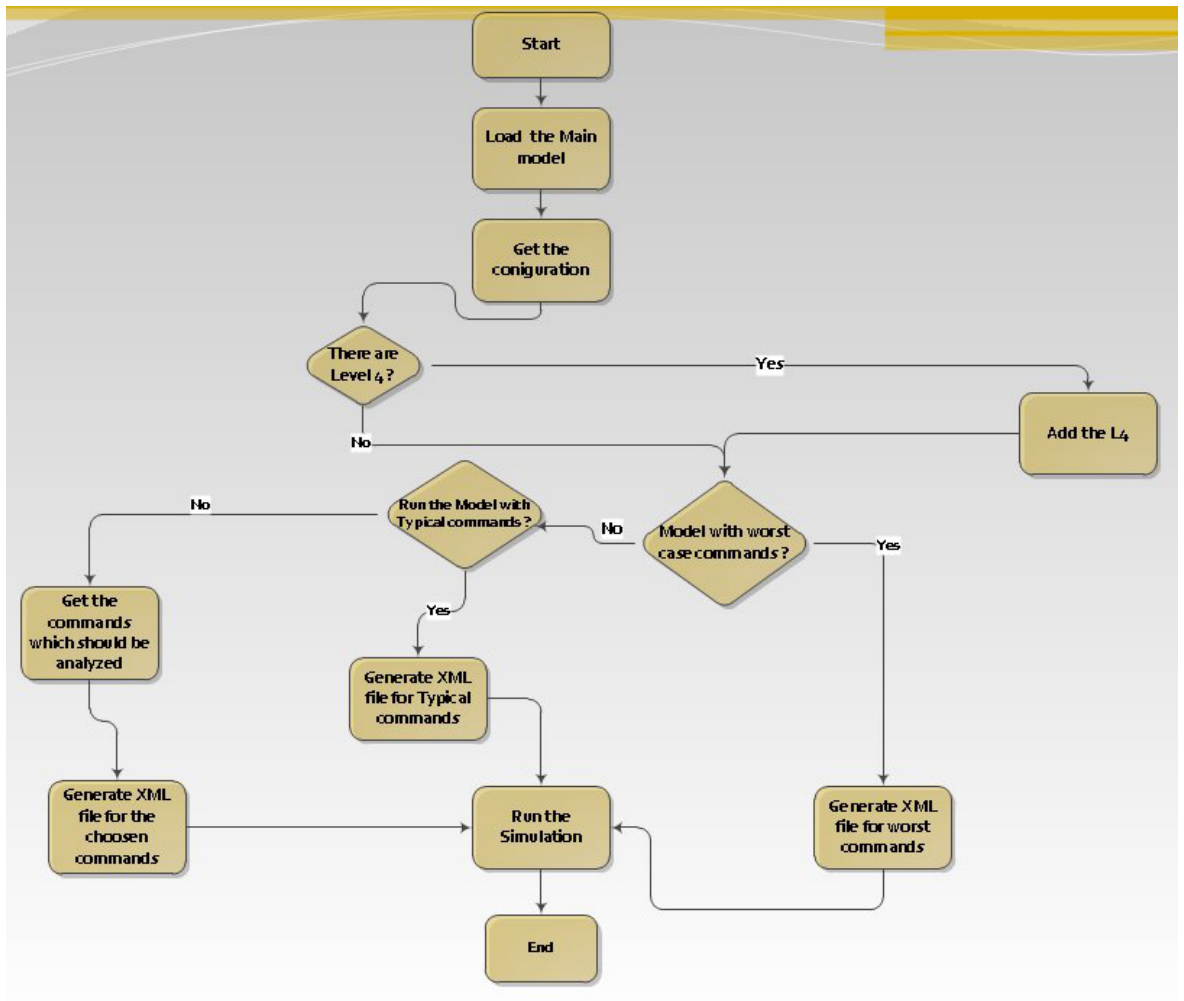 Start
Load the Main
model
Get the
coniguration
There are
Level 4 ?
Yes
Add the L4
No
Run the Model with
Typical commands ?
No
No
Model with worst
case commands ?
Yes
Get the
commands
which should be
analyzed
Yes
Generate XML
file for Typical
commands
Generate XML
file for the
choosen
commands
Run the
Simulation
Generate XML
file for worst
commands
End